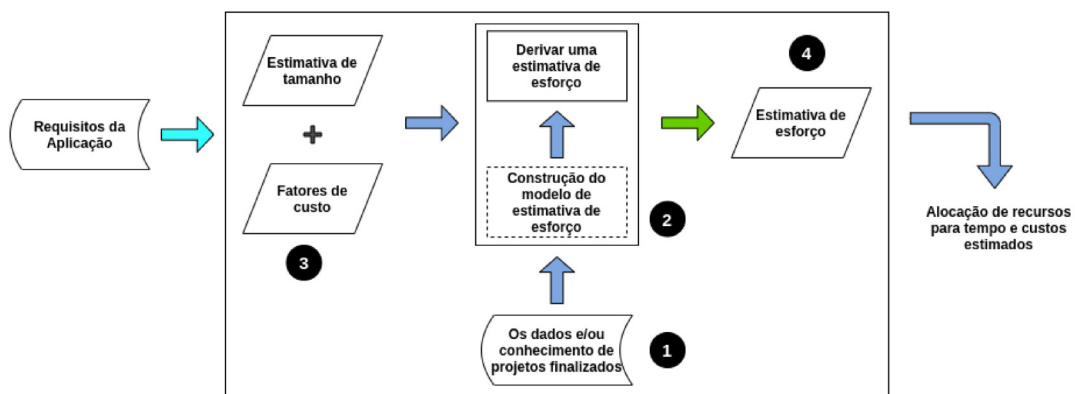 Requisitos da
Aplicação
Estimativa de
tamanho
+
Fatores de
custo
3
Derivar uma
estimativa de
esforço
Construção do
modelo de
estimativa de
esforço
2
Os dados e/ou
conhecimento de
projetos finalizados
1
4
Estimativa de
esforço
Alocação de recursos
para tempo e custos
estimados